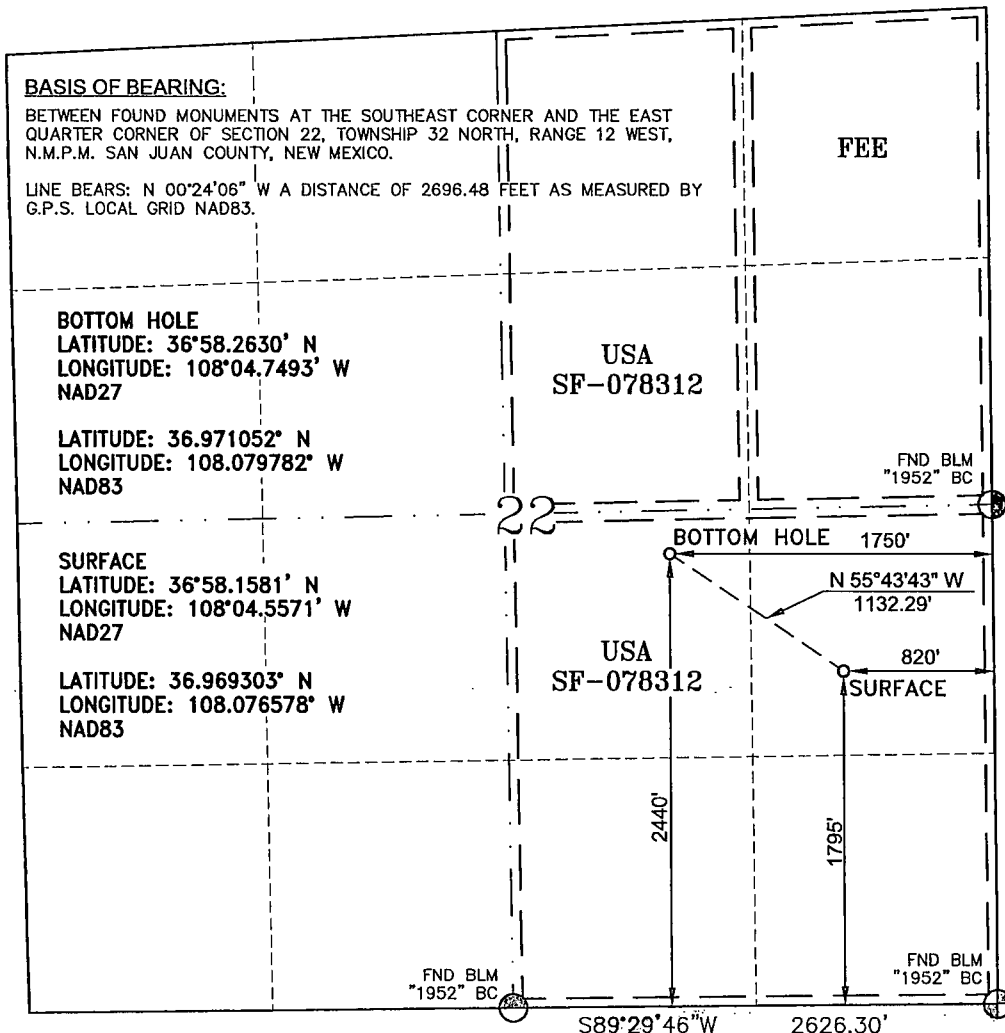 BASIS OF BEARING:
BETWEEN FOUND MONUMENTS AT THE SOUTHEAST CORNER AND THE EAST
QUARTER CORNER OF SECTION 22, TOWNSHIP 32 NORTH, RANGE 12 WEST,
N.M.P.M. SAN JUAN COUNTY, NEW MEXICO.
LINE BEARS: N 00°24'06" W A DISTANCE OF 2696.48 FEET AS MEASURED BY
G.P.S. LOCAL GRID NAD83.
FEE
BOTTOM HOLE
LATITUDE: 36°58.2630' N
LONGITUDE: 108°04.7493' W
NAD27
LATITUDE: 36.971052° N
LONGITUDE: 108.079782° W
NAD83
USA
SF-078312
FND BLM
"1952" BC
22
SURFACE
LATITUDE: 36°58.1581' N
LONGITUDE: 108°04.5571' W
NAD27
LATITUDE: 36.969303° N
LONGITUDE: 108.076578° W
NAD83
BOTTOM HOLE
1750'
N 55°43'43" W
1132.29'
USA
SF-078312
820'
SURFACE
2440'
1795'
FND BLM
"1952" BC
FND BLM
"1952" BC
S89°29'46"W 2626.30'